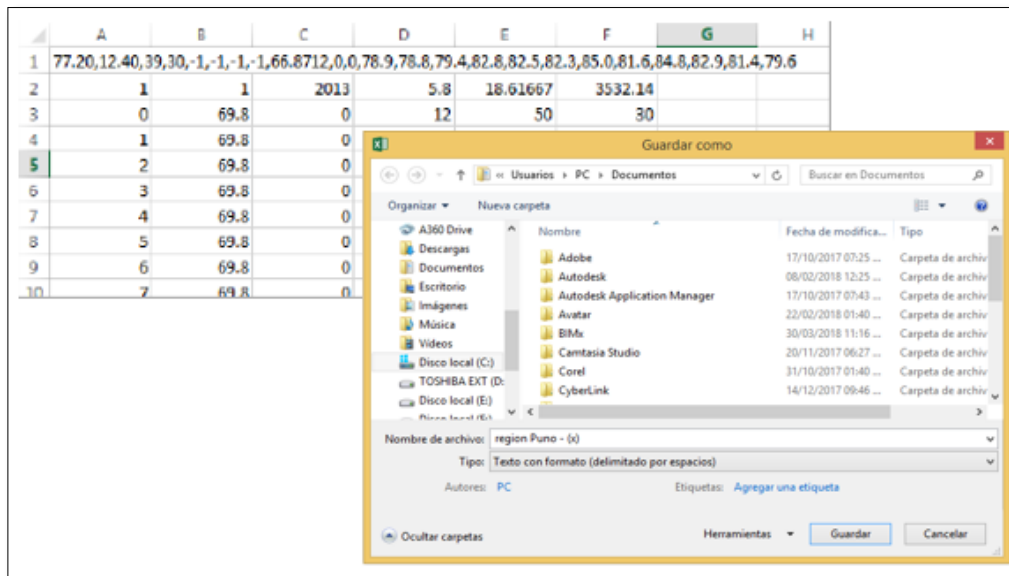 A B C D E F G H
1 77.20,12.40,39,30,-1,-1,-1,-1,66.8712,0,0,78.9,78.8,79.4,82.8,82.5,82.3,85.0,81.6,84.8,82.9,81.4,79.6
2 1 1 2013 5.8 18.61667 3532.14
3 0 69.8 0 12 50 30
4 1 69.8 0
5 2 69.8 0
6 3 69.8 0
7 4 69.8 0
8 5 69.8 0
9 6 69.8 0
10 7 69.8 0
Guardar como
« Usuarios ▸ PC ▸ Documentos
Buscar en Documentos
Organizar
Nueva carpeta
A360 Drive
Descargas
Documentos
Escritorio
Imágenes
Música
Vídeos
Disco local (C:)
TOSHIBA EXT (D:
Disco local (E:)
Disco local (F:)
Nombre Fecha de modifica... Tipo
Adobe 17/10/2017 07:25 ... Carpeta de archiv
Autodesk 08/02/2018 12:25 ... Carpeta de archiv
Autodesk Application Manager 17/10/2017 07:43 ... Carpeta de archiv
Avatar 22/02/2018 01:40 ... Carpeta de archiv
BIMx 30/03/2018 11:16 ... Carpeta de archiv
Camtasia Studio 20/11/2017 06:27 ... Carpeta de archiv
Corel 31/10/2017 01:40 ... Carpeta de archiv
CyberLink 14/12/2017 09:46 ... Carpeta de archiv
Nombre de archivo: region Puno - (x)
Tipo: Texto con formato (delimitado por espacios)
Autores: PC
Etiquetas: Agregar una etiqueta
Ocultar carpetas
Herramientas
Guardar
Cancelar